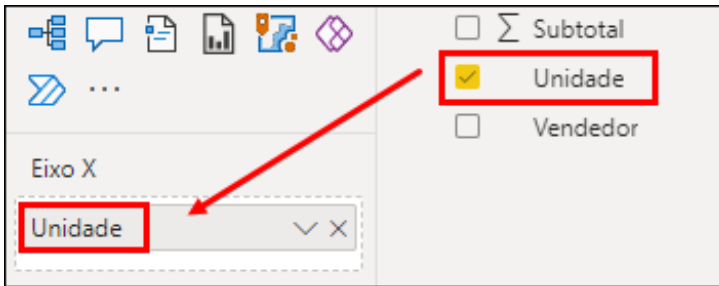 Σ Subtotal
Unidade
Vendedor
...
Eixo X
Unidade